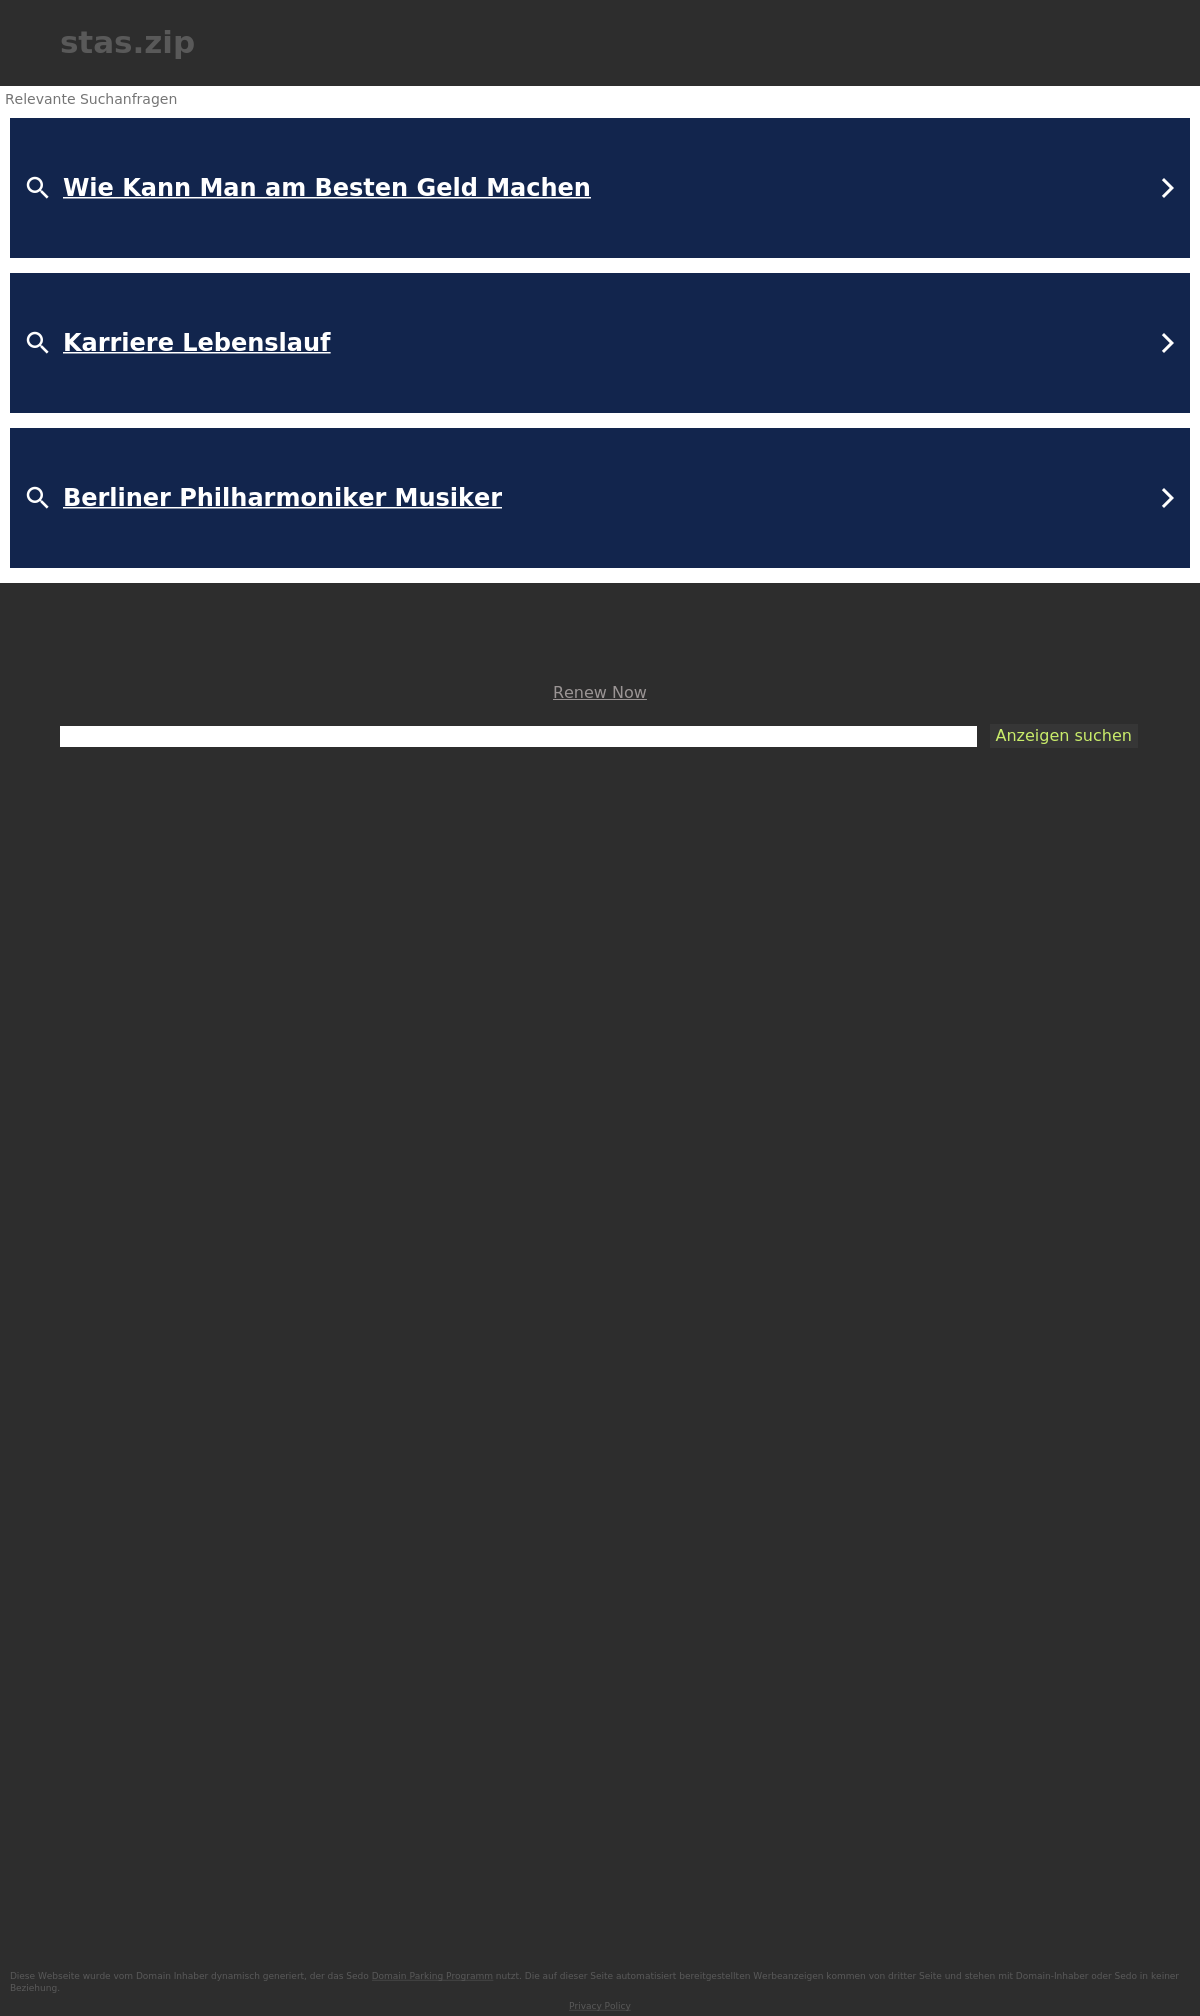 stas.zip
Relevante Suchanfragen
Wie Kann Man am Besten Geld Machen
Karriere Lebenslauf
Berliner Philharmoniker Musiker
Renew Now
Anzeigen suchen
Diese Webseite wurde vom Domain Inhaber dynamisch generiert, der das Sedo Domain Parking Programm nutzt. Die auf dieser Seite automatisiert bereitgestellten Werbeanzeigen kommen von dritter Seite und stehen mit Domain-Inhaber oder Sedo in keiner
Beziehung.
Privacy Policy